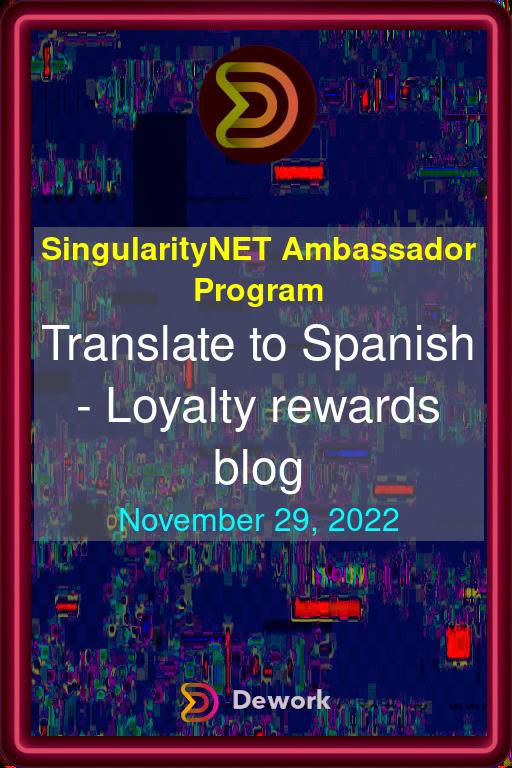 SingularityNET Ambassador
Program
Translate to Spanish
- Loyalty rewards
blog
November 29, 2022
Dework